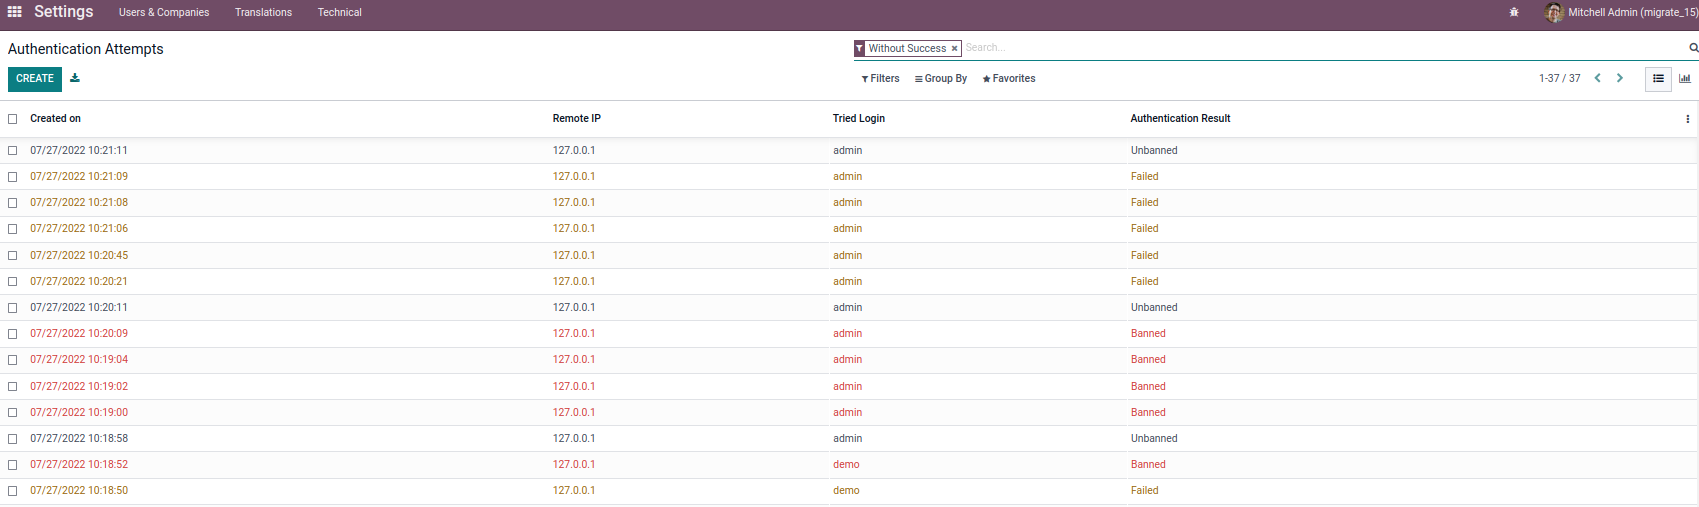 Settings Users & Companies Translations Technical Mitchell Admin (migrate_15)
Authentication Attempts Without Success × Search...
CREATE Filters Group By Favorites 1-37 / 37
Created on Remote IP Tried Login Authentication Result
07/27/2022 10:21:11 127.0.0.1 admin Unbanned
07/27/2022 10:21:09 127.0.0.1 admin Failed
07/27/2022 10:21:08 127.0.0.1 admin Failed
07/27/2022 10:21:06 127.0.0.1 admin Failed
07/27/2022 10:20:45 127.0.0.1 admin Failed
07/27/2022 10:20:21 127.0.0.1 admin Failed
07/27/2022 10:20:11 127.0.0.1 admin Unbanned
07/27/2022 10:20:09 127.0.0.1 admin Banned
07/27/2022 10:19:04 127.0.0.1 admin Banned
07/27/2022 10:19:02 127.0.0.1 admin Banned
07/27/2022 10:19:00 127.0.0.1 admin Banned
07/27/2022 10:18:58 127.0.0.1 admin Unbanned
07/27/2022 10:18:52 127.0.0.1 demo Banned
07/27/2022 10:18:50 127.0.0.1 demo Failed